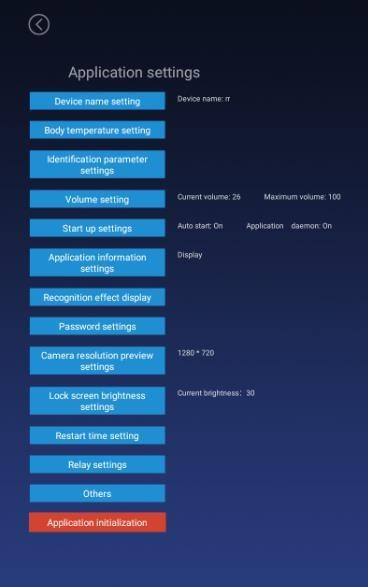 Application settings
Device name setting
Device name: rr
Body temperature setting
Identification parameter
settings
Volume setting
Current volume: 26 Maximum volume: 100
Start up settings
Auto start: On Application daemon: On
Application information
settings
Display
Recognition effect display
Password settings
Camera resolution preview
settings
1280 * 720
Lock screen brightness
settings
Current brightness: 30
Restart time setting
Relay settings
Others
Application initialization